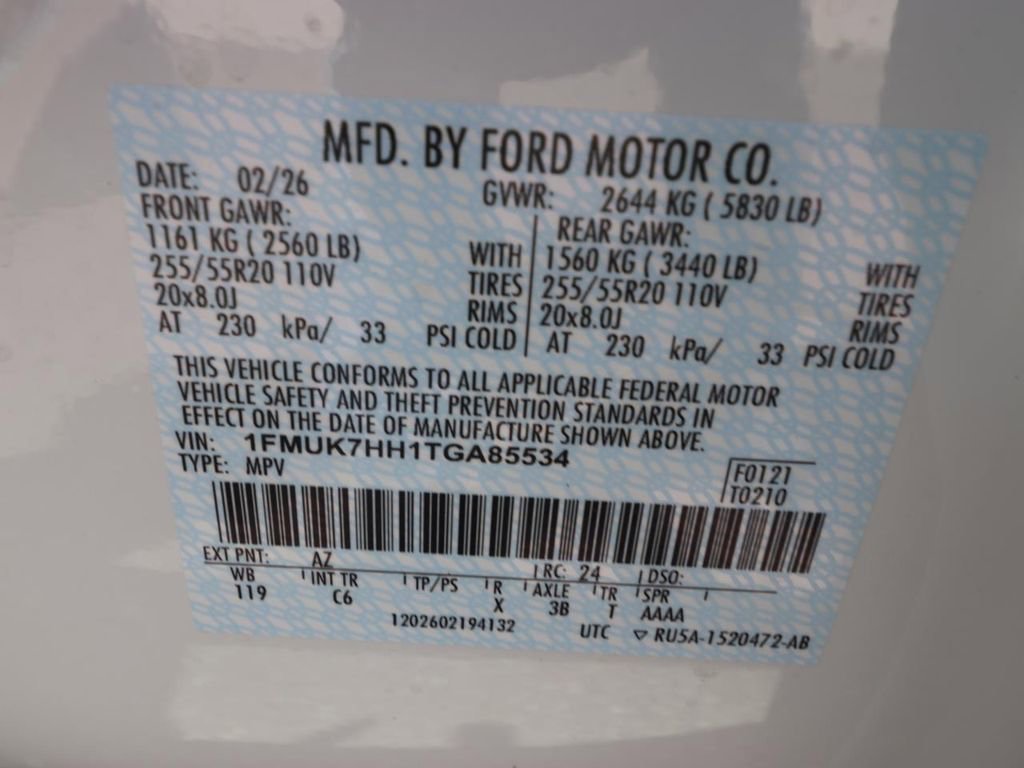 MFD. BY FORD MOTOR CO.
DATE: 02/26 GVWR: 2644 KG ( 5830 LB)
FRONT GAWR: REAR GAWR:
1161 KG ( 2560 LB) WITH 1560 KG ( 3440 LB) WITH
255/55R20 110V TIRES 255/55R20 110V TIRES
20x8.0J RIMS 20x8.0J RIMS
AT 230 kPa/ 33 PSI COLD AT 230 kPa/ 33 PSI COLD
THIS VEHICLE CONFORMS TO ALL APPLICABLE FEDERAL MOTOR
VEHICLE SAFETY AND THEFT PREVENTION STANDARDS IN
EFFECT ON THE DATE OF MANUFACTURE SHOWN ABOVE.
VIN: 1FMUK7HH1TGA85534
TYPE: MPV
F0121
T0210
EXT PNT: AZ RC: 24 DSO:
WB INT TR TP/PS R AXLE TR SPR
119 C6 X 3B T AAAA
1202602194132 UTC ▽ RU5A-1520472-AB